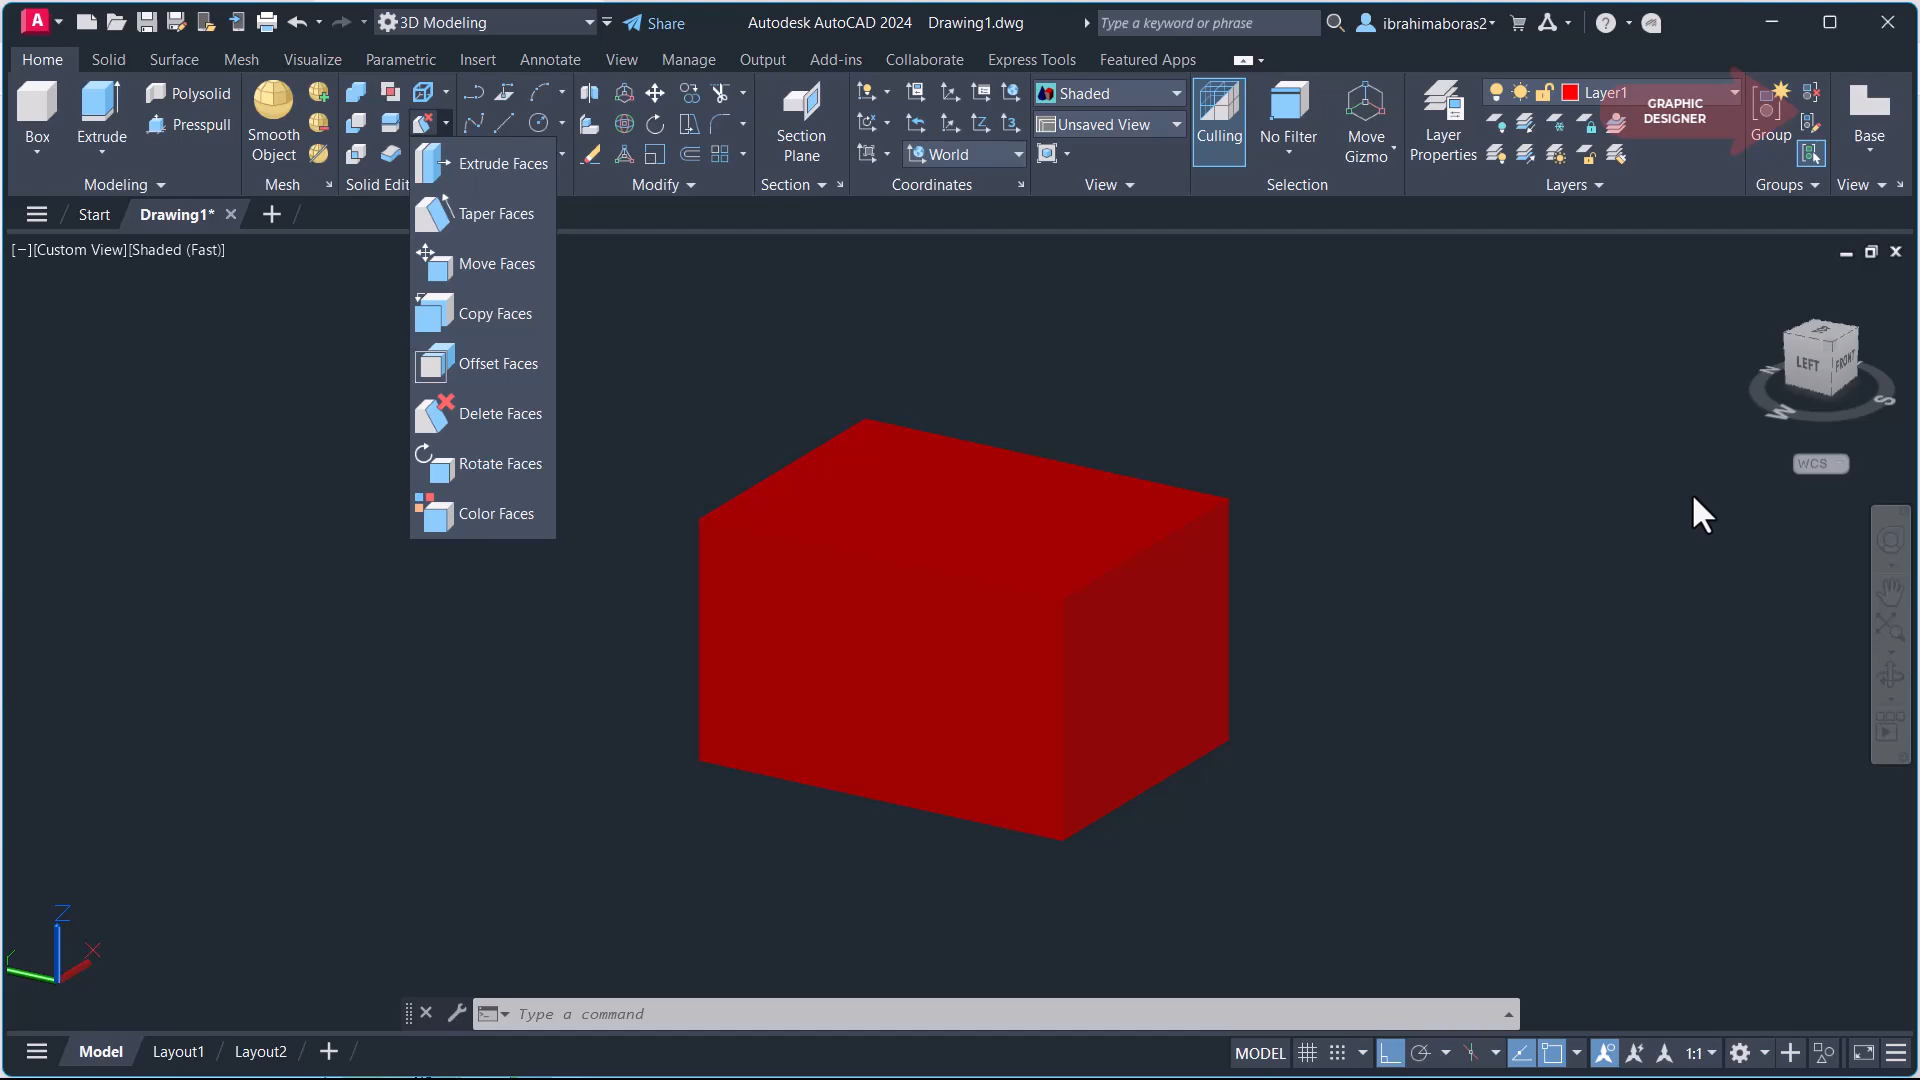 A
3D Modeling
Share
Autodesk AutoCAD 2024
Drawing1.dwg
Type a keyword or phrase
ibrahimaboras2
Home
Solid
Surface
Mesh
Visualize
Parametric
Insert
Annotate
View
Manage
Output
Add-ins
Collaborate
Express Tools
Featured Apps
Box
Extrude
Polysolid
Presspull
Modeling
Smooth
Object
Mesh
Solid Edit
Modify
Section
Plane
Section
World
Coordinates
Shaded
Unsaved View
View
Culling
No Filter
Move
Gizmo
Selection
Layer
Properties
Layer1
Layers
GRAPHIC
DESIGNER
Group
Groups
Base
View
Start
Drawing1*
[−][Custom View][Shaded (Fast)]
Extrude Faces
Taper Faces
Move Faces
Copy Faces
Offset Faces
Delete Faces
Rotate Faces
Color Faces
LEFT
FRONT
N
W
S
WCS
Z
X
Type a command
Model
Layout1
Layout2
MODEL
1:1